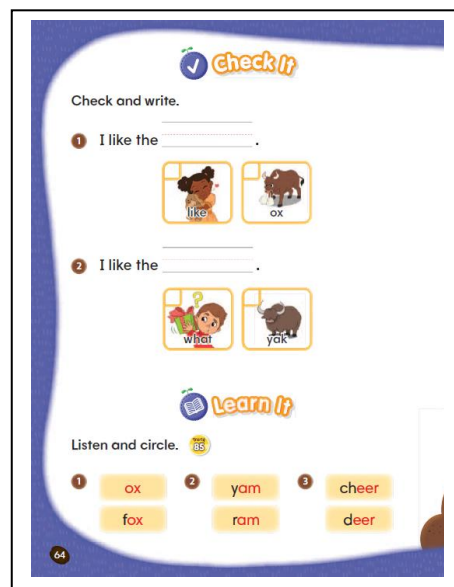 Check It
Check and write.
1 I like the .
like ox
2 I like the .
? what yak
Learn It
Listen and circle. Track 85
1 ox 2 yam 3 cheer
fox ram deer
64